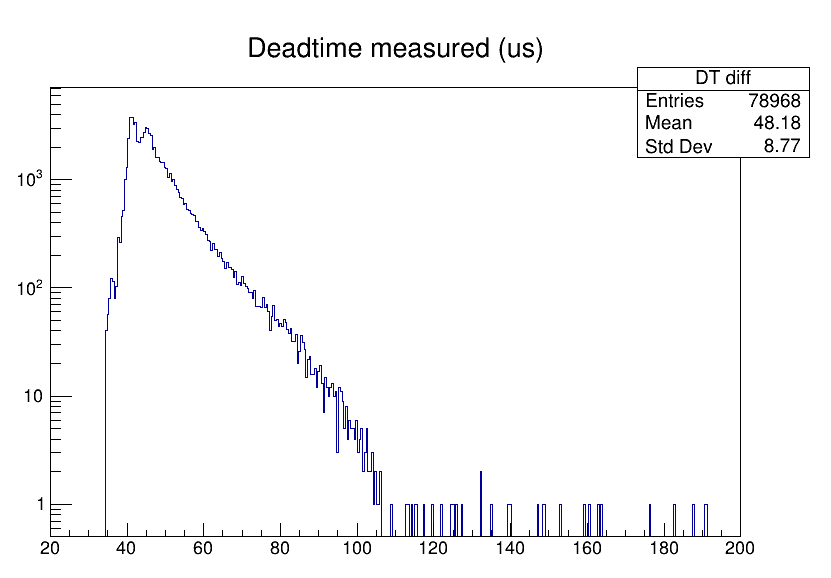 Deadtime measured (us)
DT diff
Entries 78968
Mean 48.18
Std Dev 8.77
10³
10²
10
1
20 40 60 80 100 120 140 160 180 200